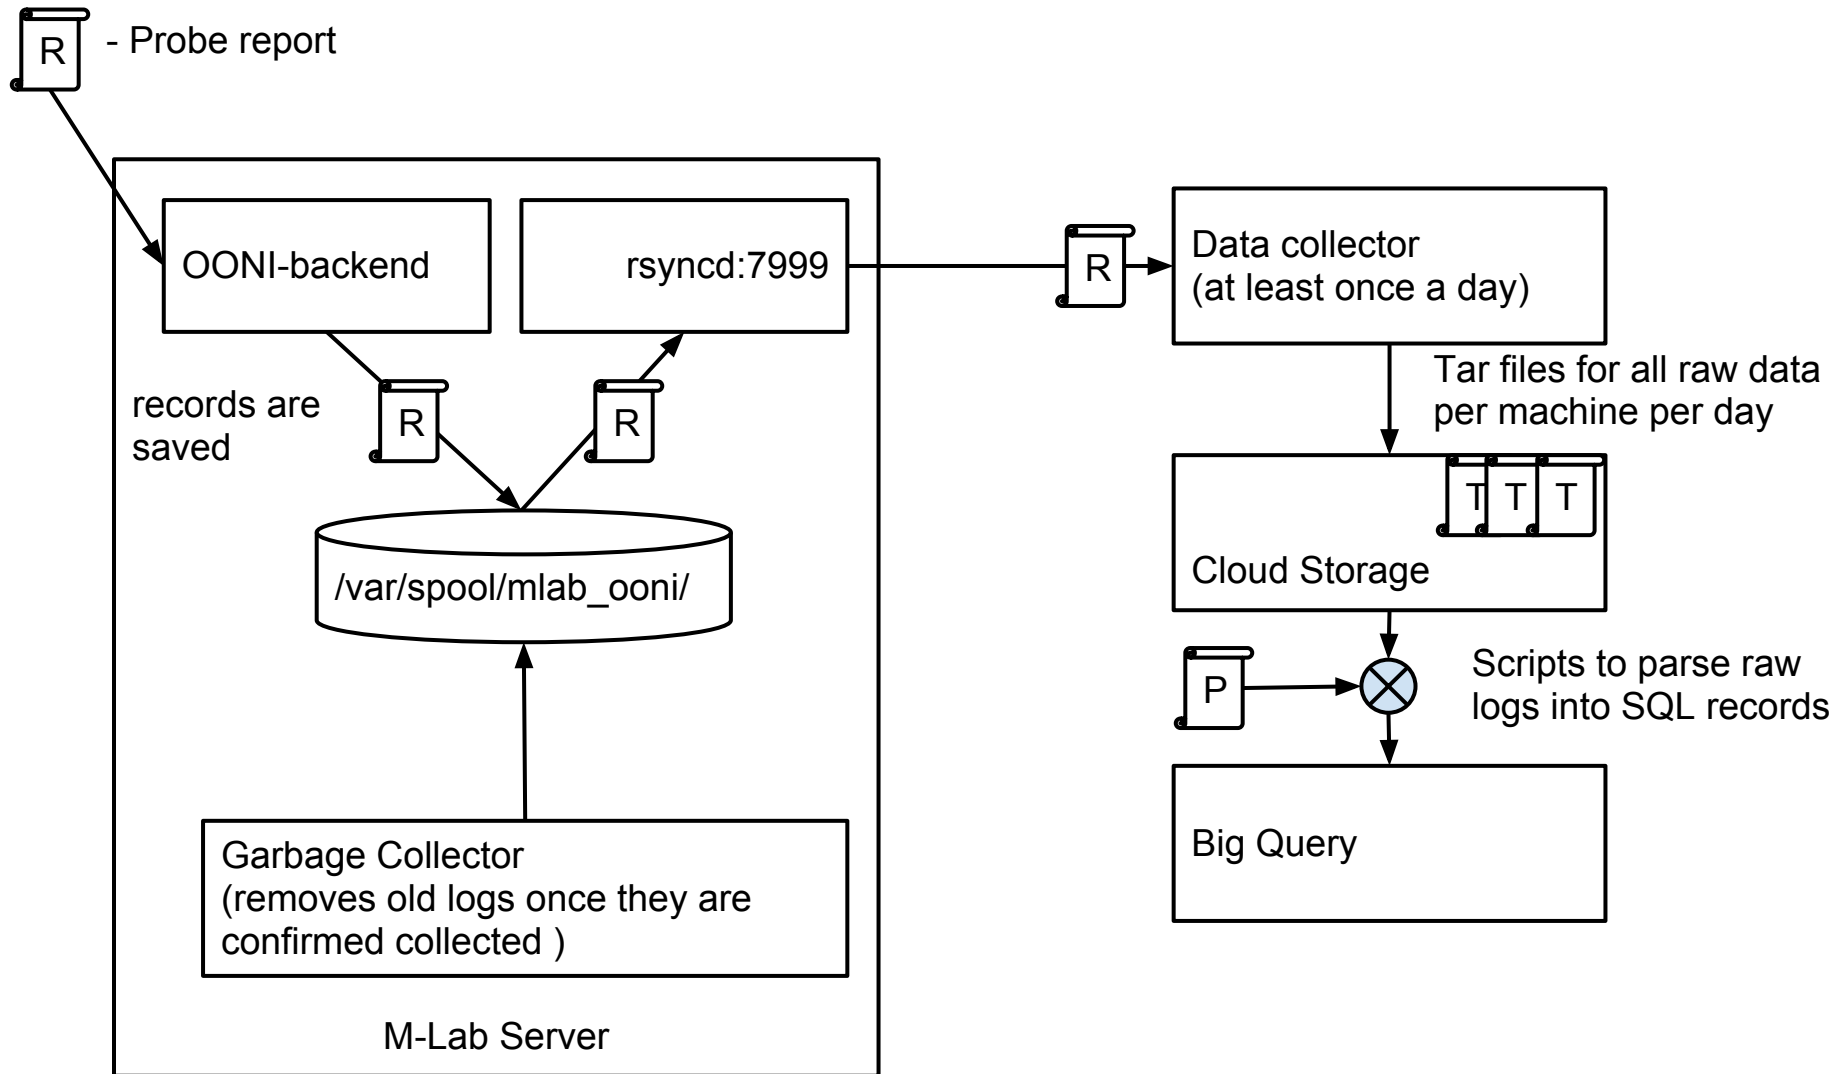 R - Probe report
OONI-backend
rsyncd:7999
R
Data collector
(at least once a day)
records are
saved
R
R
Tar files for all raw data
per machine per day
T T T
Cloud Storage
/var/spool/mlab_ooni/
P
Scripts to parse raw
logs into SQL records
Big Query
Garbage Collector
(removes old logs once they are
confirmed collected )
M-Lab Server